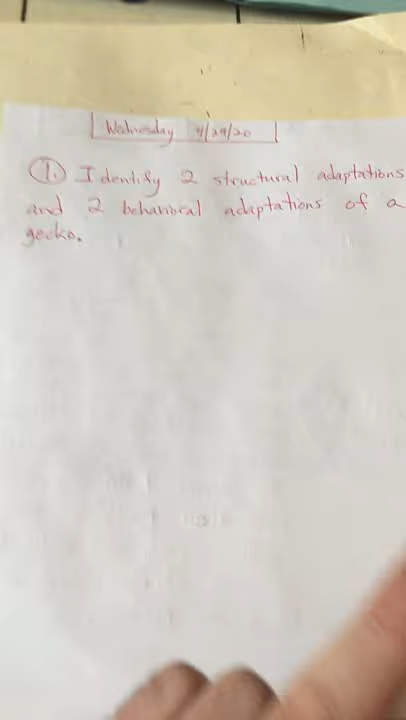 Wednesday 4/29/20
1. Identify 2 structural adaptations
and 2 behavioral adaptations of a
gecko.